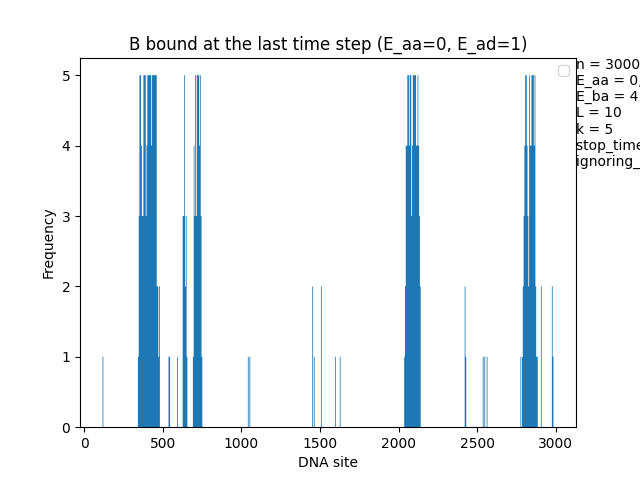 B bound at the last time step (E_aa=0, E_ad=1)
n = 3000
E_aa = 0,
E_ba = 4
L = 10
k = 5
stop_time
ignoring_
5
4
3
2
1
0
Frequency
0 500 1000 1500 2000 2500 3000
DNA site